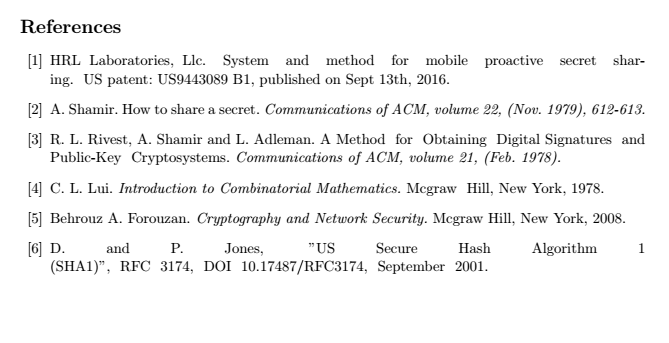 References
[1] HRL Laboratories, Llc. System and method for mobile proactive secret shar-
ing. US patent: US9443089 B1, published on Sept 13th, 2016.
[2] A. Shamir. How to share a secret. Communications of ACM, volume 22, (Nov. 1979), 612-613.
[3] R. L. Rivest, A. Shamir and L. Adleman. A Method for Obtaining Digital Signatures and
Public-Key Cryptosystems. Communications of ACM, volume 21, (Feb. 1978).
[4] C. L. Lui. Introduction to Combinatorial Mathematics. Mcgraw Hill, New York, 1978.
[5] Behrouz A. Forouzan. Cryptography and Network Security. Mcgraw Hill, New York, 2008.
[6] D. and P. Jones, ”US Secure Hash Algorithm 1
(SHA1)”, RFC 3174, DOI 10.17487/RFC3174, September 2001.